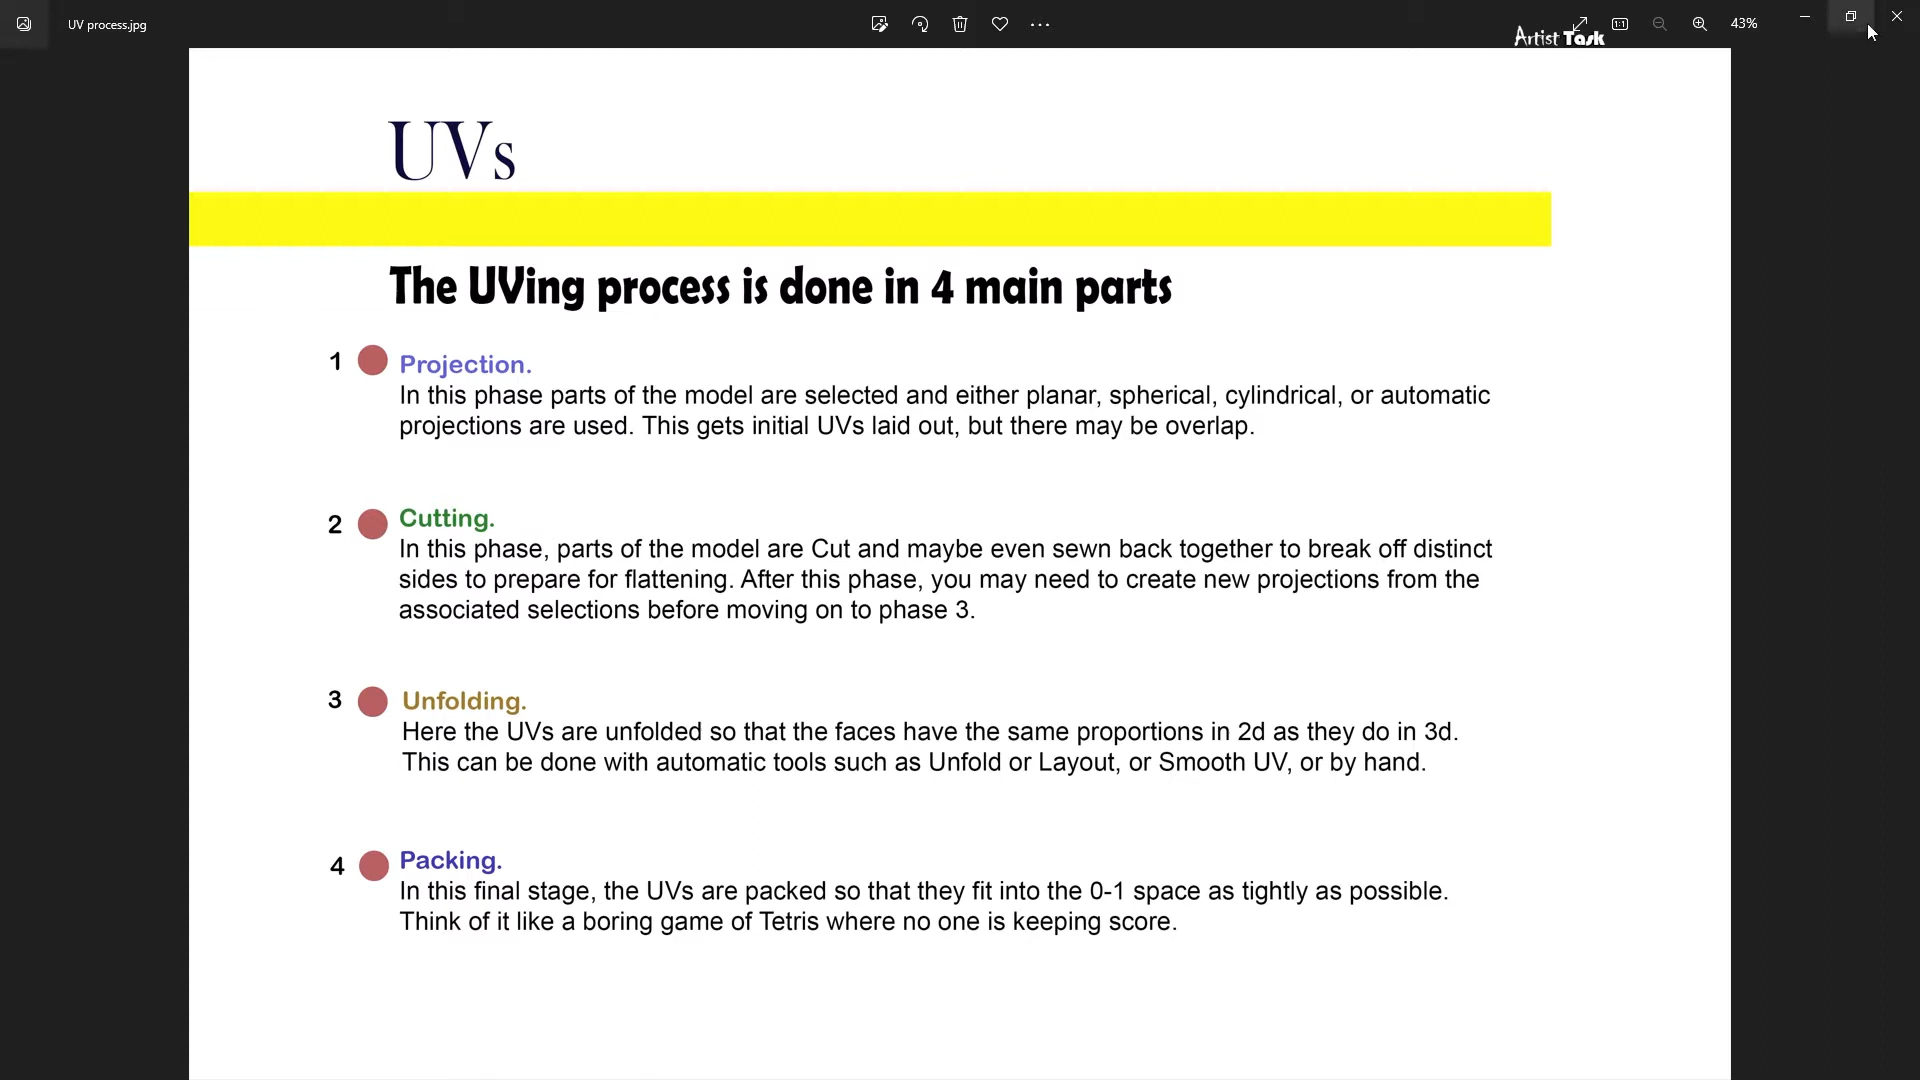 UV process.jpg
Artist Task
43%
UVs
The UVing process is done in 4 main parts
1 Projection.
In this phase parts of the model are selected and either planar, spherical, cylindrical, or automatic
projections are used. This gets initial UVs laid out, but there may be overlap.
2 Cutting.
In this phase, parts of the model are Cut and maybe even sewn back together to break off distinct
sides to prepare for flattening. After this phase, you may need to create new projections from the
associated selections before moving on to phase 3.
3 Unfolding.
Here the UVs are unfolded so that the faces have the same proportions in 2d as they do in 3d.
This can be done with automatic tools such as Unfold or Layout, or Smooth UV, or by hand.
4 Packing.
In this final stage, the UVs are packed so that they fit into the 0-1 space as tightly as possible.
Think of it like a boring game of Tetris where no one is keeping score.